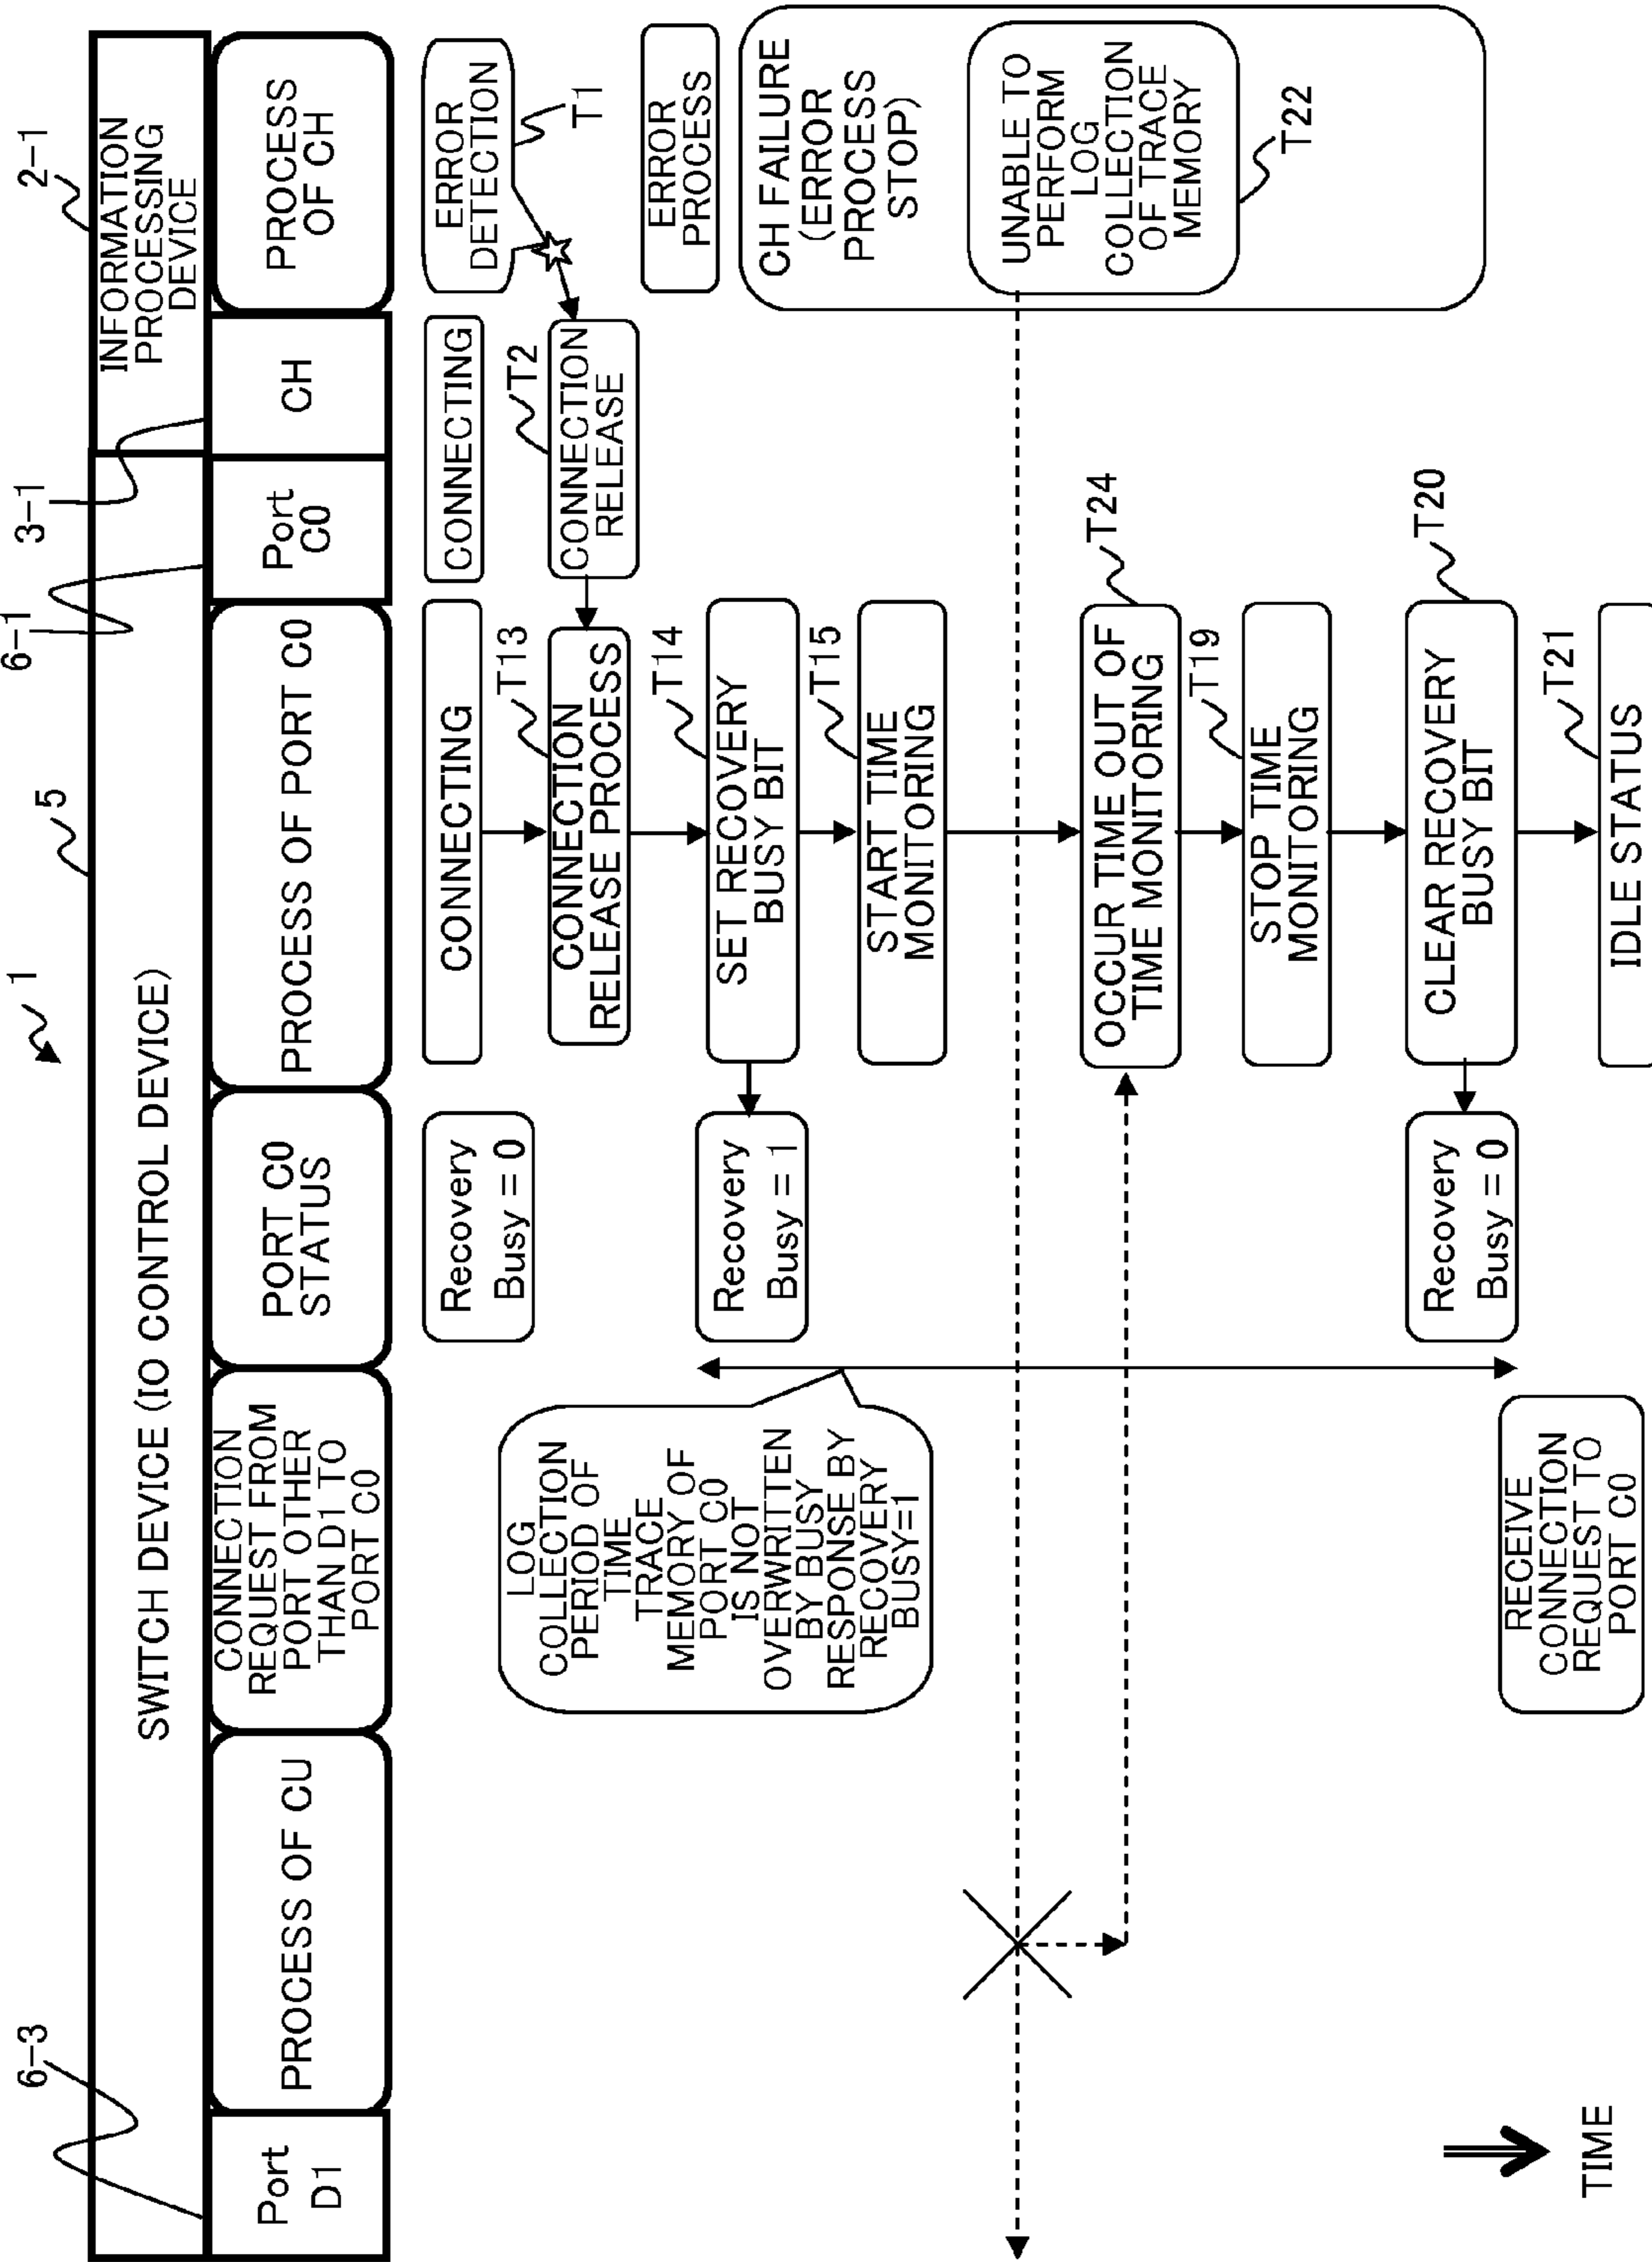 1
5
2-1
6-3
6-1
3-1
SWITCH DEVICE (IO CONTROL DEVICE)
INFORMATION
PROCESSING
DEVICE
Port
D1
PROCESS OF CU
CONNECTION
REQUEST FROM
PORT OTHER
THAN D1 TO
PORT C0
PORT C0
STATUS
PROCESS OF PORT C0
Port
C0
CH
PROCESS
OF CH
Recovery
Busy = 0
CONNECTING
CONNECTING
ERROR
DETECTION
T1
T13
CONNECTION
RELEASE PROCESS
T2
CONNECTION
RELEASE
ERROR
PROCESS
LOG
COLLECTION
PERIOD OF
TIME
TRACE
MEMORY OF
PORT C0
IS NOT
OVERWRITTEN
BY BUSY
RESPONSE BY
RECOVERY
BUSY=1
Recovery
Busy = 1
T14
SET RECOVERY
BUSY BIT
CH FAILURE
(ERROR
PROCESS
STOP)
T15
START TIME
MONITORING
UNABLE TO
PERFORM
LOG
COLLECTION
OF TRACE
MEMORY
T22
OCCUR TIME OUT OF
TIME MONITORING
T24
T19
STOP TIME
MONITORING
Recovery
Busy = 0
CLEAR RECOVERY
BUSY BIT
T20
RECEIVE
CONNECTION
REQUEST TO
PORT C0
T21
IDLE STATUS
TIME